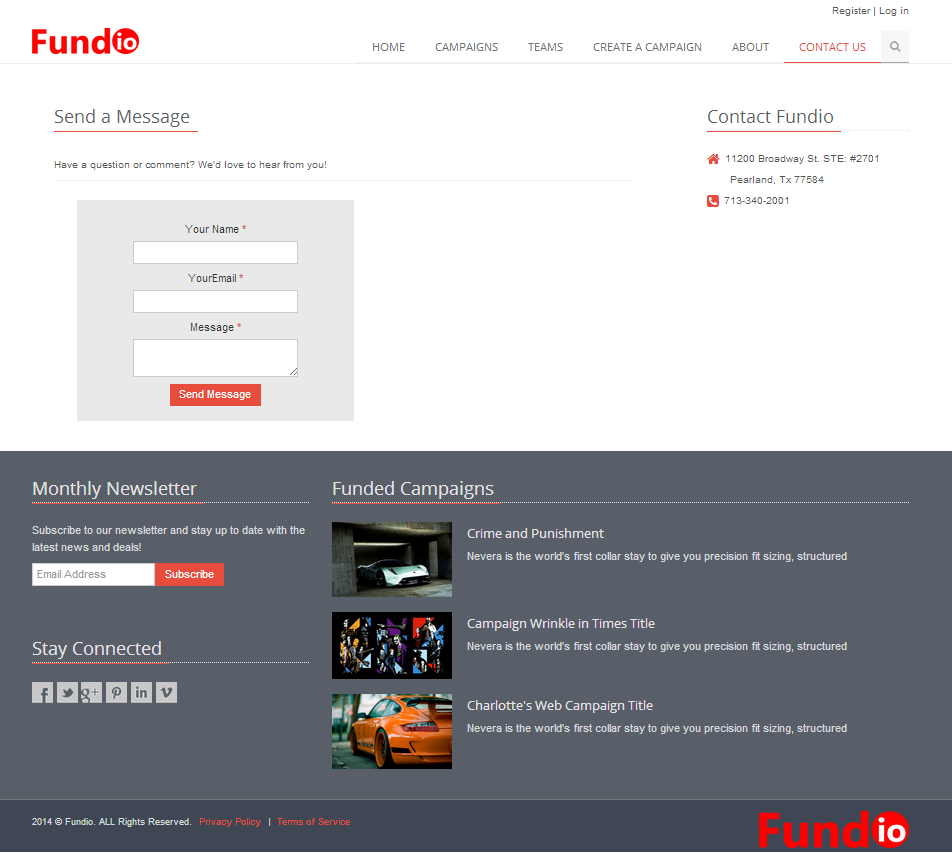 Register | Log in
Fundio
HOME CAMPAIGNS TEAMS CREATE A CAMPAIGN ABOUT CONTACT US
Send a Message
Have a question or comment? We'd love to hear from you!
Your Name *
YourEmail *
Message *
Send Message
Contact Fundio
11200 Broadway St. STE: #2701
Pearland, Tx 77584
713-340-2001
Monthly Newsletter
Subscribe to our newsletter and stay up to date with the
latest news and deals!
Email Address Subscribe
Stay Connected
Funded Campaigns
Crime and Punishment
Nevera is the world's first collar stay to give you precision fit sizing, structured
Campaign Wrinkle in Times Title
Nevera is the world's first collar stay to give you precision fit sizing, structured
Charlotte's Web Campaign Title
Nevera is the world's first collar stay to give you precision fit sizing, structured
2014 © Fundio. ALL Rights Reserved. Privacy Policy | Terms of Service
Fundio